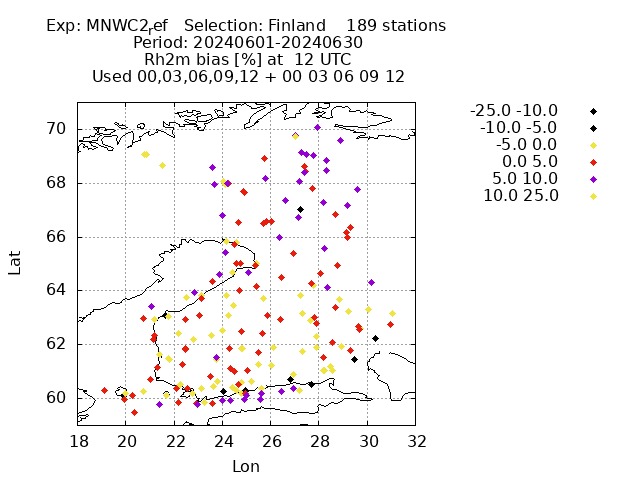 Exp: MNWC2ref Selection: Finland 189 stations
Period: 20240601-20240630
Rh2m bias [%] at 12 UTC
Used 00,03,06,09,12 + 00 03 06 09 12
-25.0 -10.0
-10.0 -5.0
-5.0 0.0
0.0 5.0
5.0 10.0
10.0 25.0
70
68
66
64
62
60
Lat
18 20 22 24 26 28 30 32
Lon